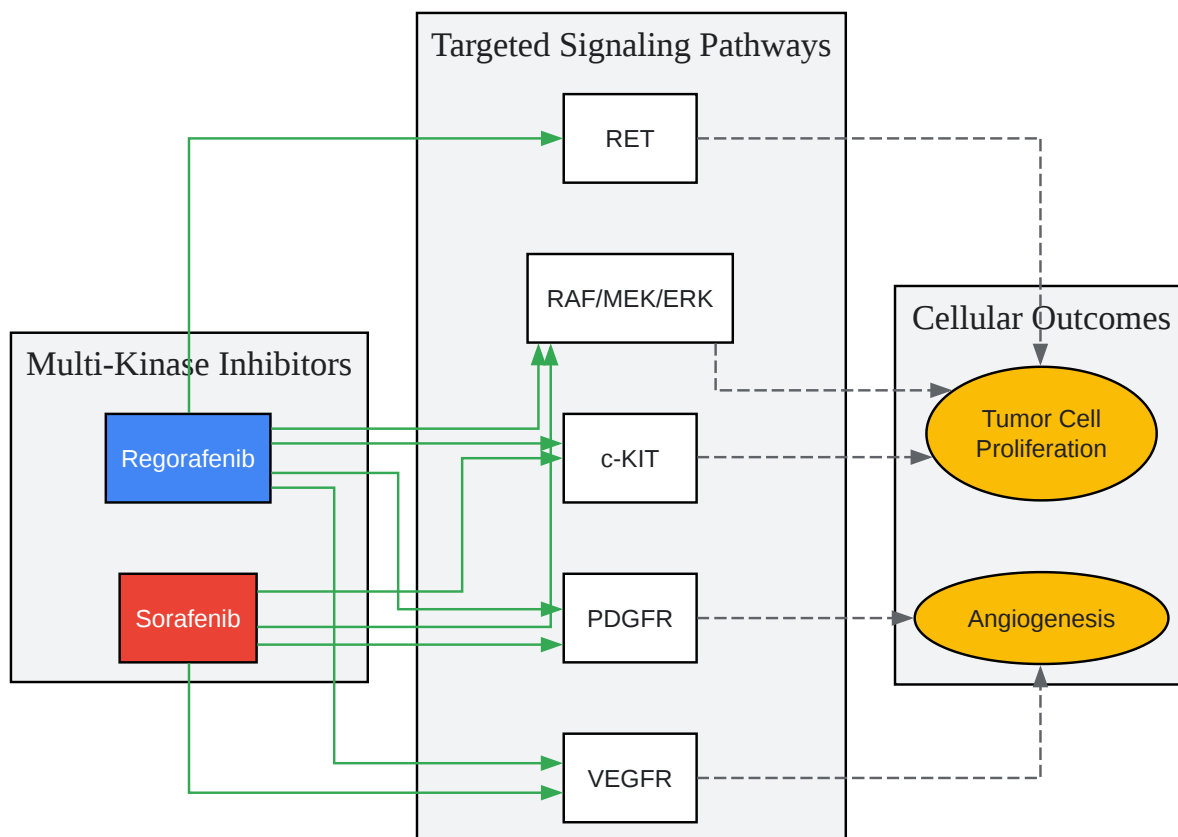 Targeted Signaling Pathways
RET
RAF/MEK/ERK
Cellular Outcomes
Multi-Kinase Inhibitors
Tumor Cell
Proliferation
Regorafenib
c-KIT
Sorafenib
PDGFR
Angiogenesis
VEGFR